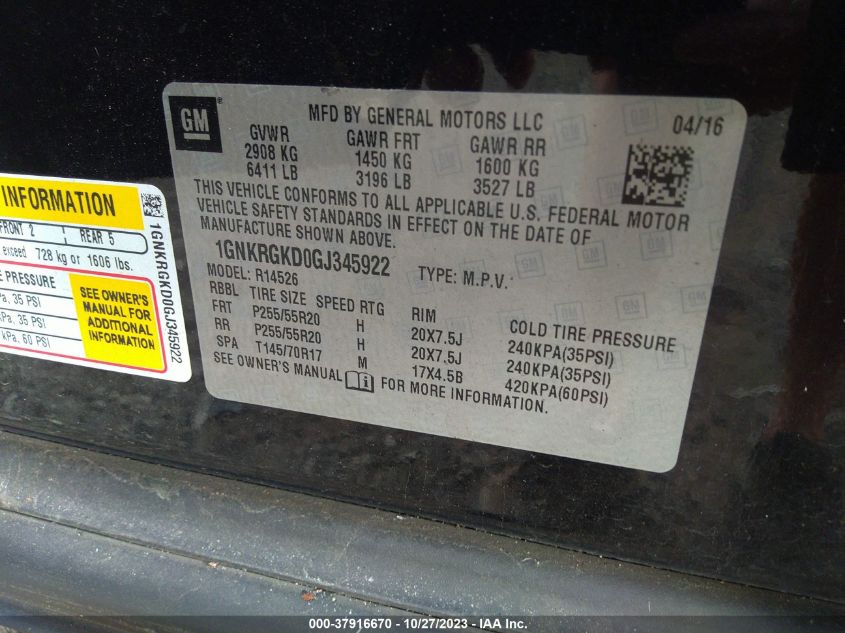 INFORMATION
FRONT 2 REAR 5
exceed 728 kg or 1606 lbs.
PRESSURE
35 PSI
35 PSI
kPa, 60 PSI
SEE OWNER'S
MANUAL FOR
ADDITIONAL
INFORMATION
1GNKRGKD0GJ345922
GM
MFD BY GENERAL MOTORS LLC
04/16
GVWR GAWR FRT GAWR RR
2908 KG 1450 KG 1600 KG
6411 LB 3196 LB 3527 LB
THIS VEHICLE CONFORMS TO ALL APPLICABLE U.S. FEDERAL MOTOR
VEHICLE SAFETY STANDARDS IN EFFECT ON THE DATE OF
MANUFACTURE SHOWN ABOVE.
1GNKRGKD0GJ345922 TYPE: M.P.V.
MODEL: R14526
RBBL TIRE SIZE SPEED RTG RIM COLD TIRE PRESSURE
FRT P255/55R20 H 20X7.5J 240KPA(35PSI)
RR P255/55R20 H 20X7.5J 240KPA(35PSI)
SPA T145/70R17 M 17X4.5B 420KPA(60PSI)
SEE OWNER'S MANUAL FOR MORE INFORMATION.
000-37916670 - 10/27/2023 - IAAI.com